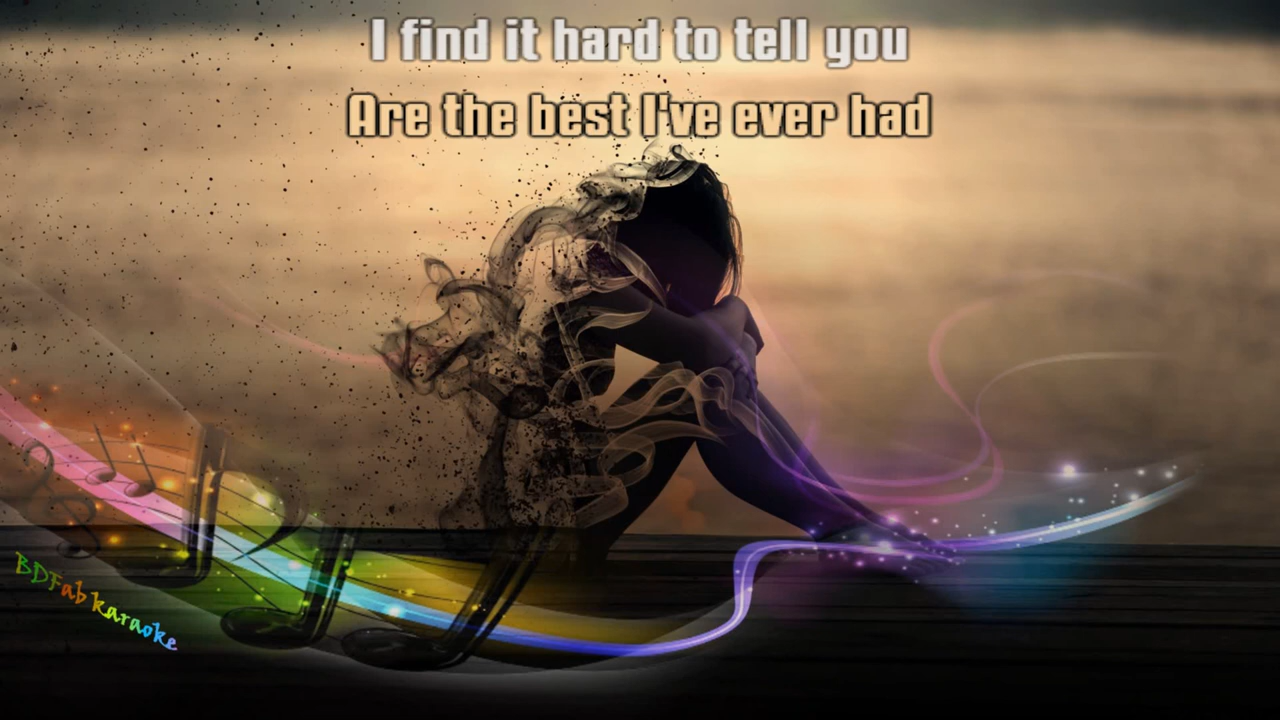 I find it hard to tell you
Are the best I've ever had
BDFab karaoke